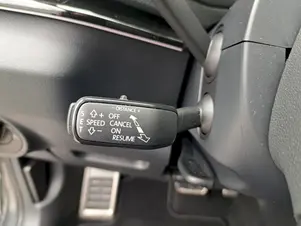 DISTANCE
S + OFF
E SPEED CANCEL
T - ON
RESUME